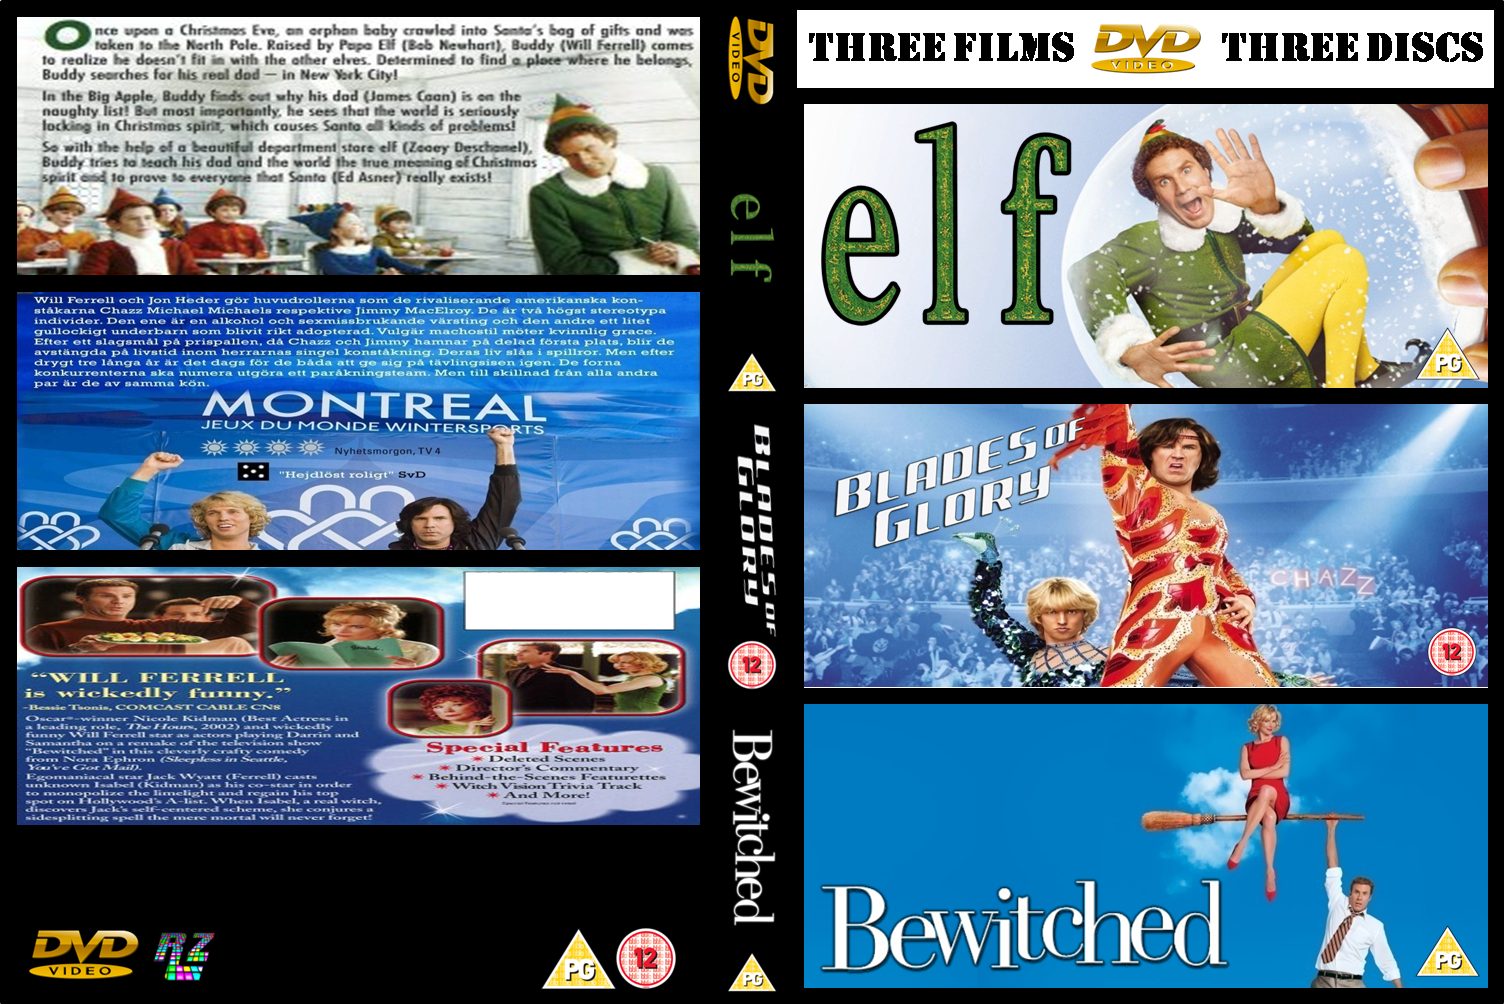 Once upon a Christmas Eve, an orphan baby crawled into Santa's bag of gifts and was
taken to the North Pole. Raised by Papa Elf (Bob Newhart), Buddy (Will Ferrell) comes
to realize he doesn't fit in with the other elves. Determined to find a place where he belongs,
Buddy searches for his real dad — in New York City!
In the Big Apple, Buddy finds out why his dad (James Caan) is on the
naughty list! But most importantly, he sees that the world is seriously
lacking in Christmas spirit, which causes Santa all kinds of problems!
So with the help of a beautiful department store elf (Zooey Deschanel),
Buddy tries to teach his dad and the world the true meaning of Christmas
spirit and to prove to everyone that Santa (Ed Asner) really exists!
Will Ferrell och Jon Heder gör huvudrollerna som de rivaliserande amerikanska kon-
ståkarna Chazz Michael Michaels respektive Jimmy MacElroy. De är två högst stereotypa
individer. Den ene är en alkohol och sexmissbrukande värsting och den andre ett litet
gullockigt underbarn som blivit rikt adopterad. Vulgär machostil möter kvinnlig grace.
Efter ett slagsmål på prispallen, då Chazz och Jimmy hamnar på delad första plats, blir de
avstängda på livstid inom herrarnas singel konståkning. Deras liv slås i spillror. Men efter
drygt tre långa år är det dags för de båda att ge sig på tävlingsisen igen. De forna
konkurrenterna ska numera utgöra ett paråkningsteam. Men till skillnad från alla andra
par är de av samma kön.
MONTREAL
JEUX DU MONDE WINTERSPORTS
Nyhetsmorgon, TV 4
"Hejdlöst roligt" SvD
Bewitched
"WILL FERRELL
is wickedly funny."
-Bessie Tsonis, COMCAST CABLE CN8
Oscar®-winner Nicole Kidman (Best Actress in
a leading role, The Hours, 2002) and wickedly
funny Will Ferrell star as actors playing Darrin and
Samantha on a remake of the television show
"Bewitched" in this cleverly crafty comedy
from Nora Ephron (Sleepless in Seattle,
You've Got Mail).
Egomaniacal star Jack Wyatt (Ferrell) casts
unknown Isabel (Kidman) as his co-star in order
to monopolize the limelight and regain his top
spot on Hollywood's A-list. When Isabel, a real witch,
discovers Jack's self-centered scheme, she conjures a
sidesplitting spell the mere mortal will never forget!
Special Features
* Deleted Scenes
* Director's Commentary
* Behind-the-Scenes Featurettes
* Witch Vision Trivia Track
* And More!
Special Features not rated
DVD
VIDEO
RZ
PG
12
DVD
VIDEO
elf
PG
BLADES OF
GLORY
12
Bewitched
PG
THREE FILMS
DVD
VIDEO
THREE DISCS
elf
PG
BLADES OF
GLORY
CHAZZ
12
Bewitched
PG